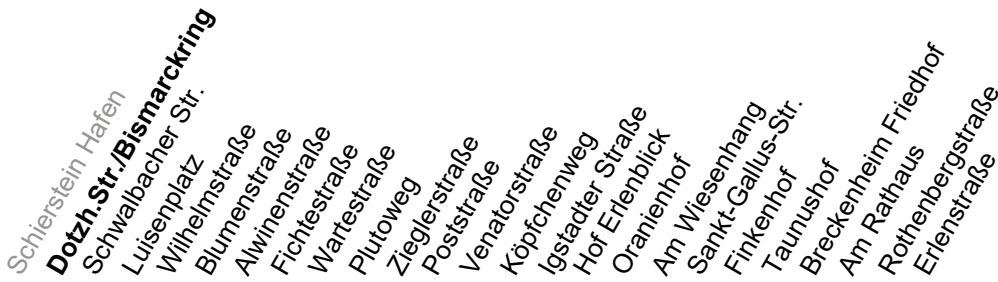 Schierstein Hafen
Dotzh.Str./Bismarckring
Schwalbacher Str.
Luisenplatz
Wilhelmstraße
Blumenstraße
Alwinenstraße
Fichtestraße
Wartestraße
Plutoweg
Zieglerstraße
Poststraße
Venatorstraße
Köpfchenweg
Igstadter Straße
Hof Erlenblick
Oranienhof
Am Wiesenhang
Sankt-Gallus-Str.
Finkenhof
Taunushof
Breckenheim Friedhof
Am Rathaus
Rothenbergstraße
Erlenstraße